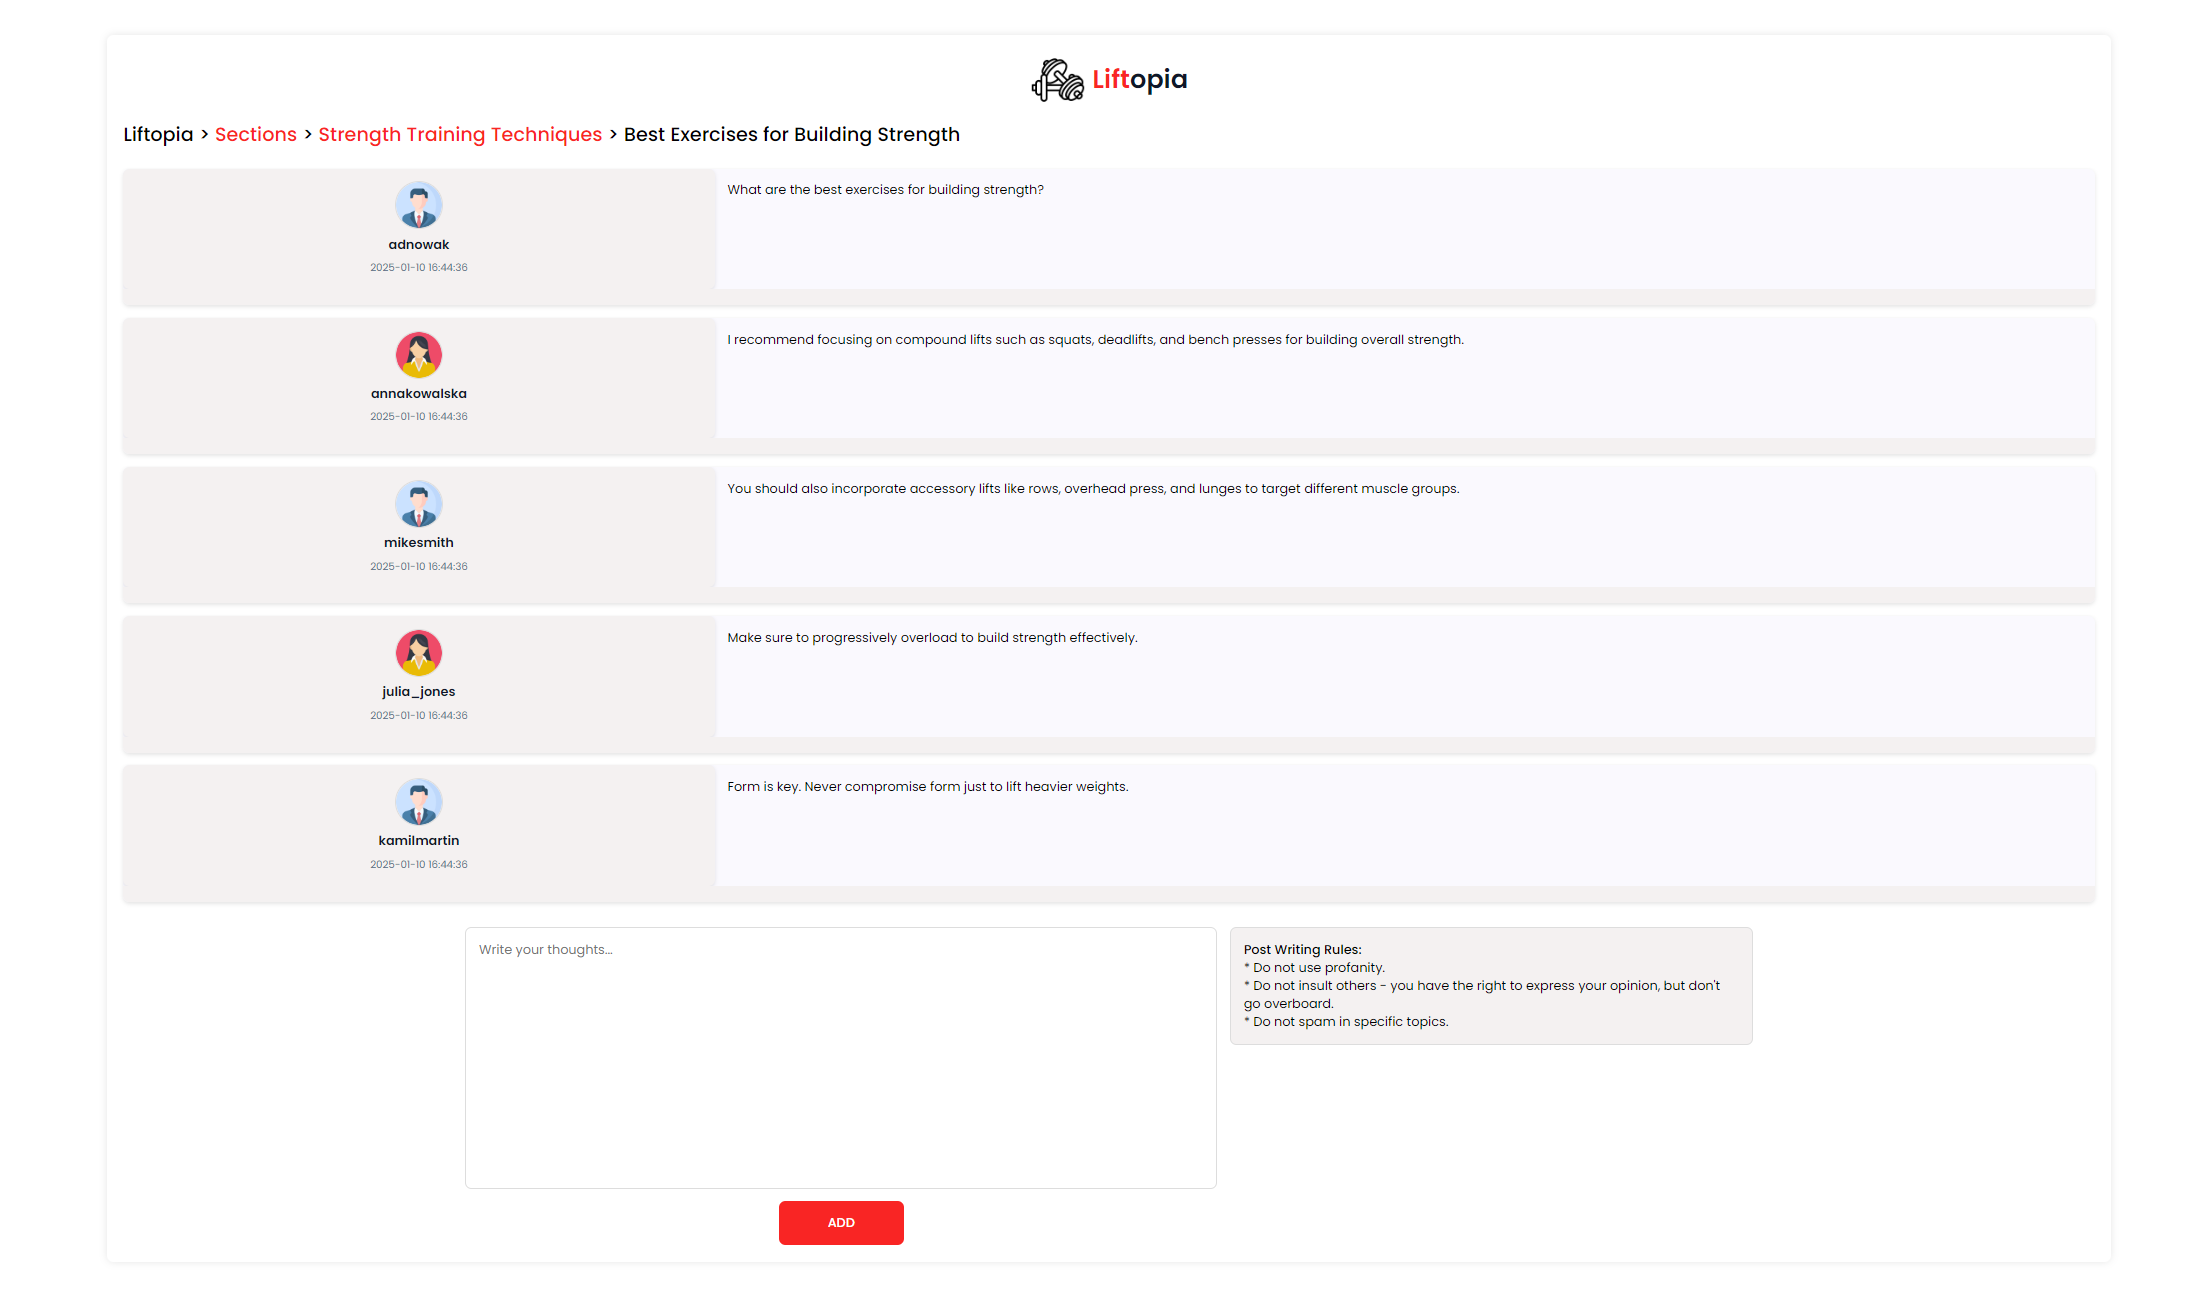 Liftopia
Liftopia > Sections > Strength Training Techniques > Best Exercises for Building Strength
adnowak
2025-01-10 16:44:36
What are the best exercises for building strength?
annakowalska
2025-01-10 16:44:36
I recommend focusing on compound lifts such as squats, deadlifts, and bench presses for building overall strength.
mikesmith
2025-01-10 16:44:36
You should also incorporate accessory lifts like rows, overhead press, and lunges to target different muscle groups.
julia_jones
2025-01-10 16:44:36
Make sure to progressively overload to build strength effectively.
kamilmartin
2025-01-10 16:44:36
Form is key. Never compromise form just to lift heavier weights.
Write your thoughts...
Post Writing Rules:
* Do not use profanity.
* Do not insult others - you have the right to express your opinion, but don't
go overboard.
* Do not spam in specific topics.
ADD